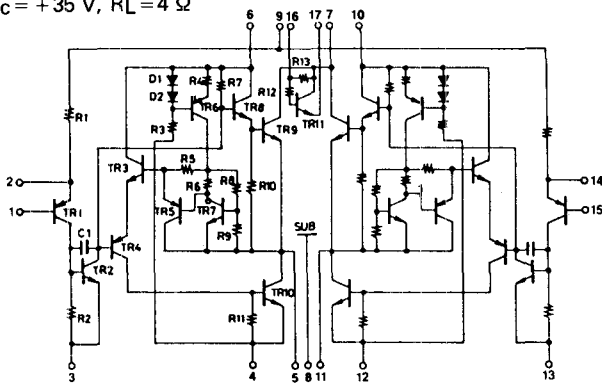 c = +35 V, RL = 4 Ω
6 9 16 17 7 10
D1 R4 R7 R13
D2 TR6 TR8 R12
R1 R3 TR9 TR11
TR3 R5
2 R6 R8 R10 14
1 TR1 TR5 TR7 15
C1 TR4 R9 SUB
TR2
TR10
R2 R11
3 4 5 8 11 12 13